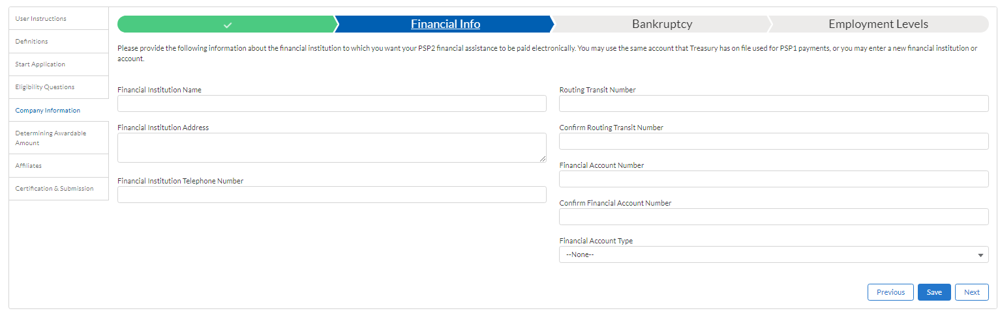 User Instructions
Definitions
Start Application
Eligibility Questions
Company Information
Determining Awardable
Amount
Affiliates
Certification & Submission
Financial Info
Bankruptcy
Employment Levels
Please provide the following information about the financial institution to which you want your PSP2 financial assistance to be paid electronically. You may use the same account that Treasury has on file used for PSP1 payments, or you may enter a new financial institution or
account.
Financial Institution Name
Financial Institution Address
Financial Institution Telephone Number
Routing Transit Number
Confirm Routing Transit Number
Financial Account Number
Confirm Financial Account Number
Financial Account Type
--None--
Previous
Save
Next